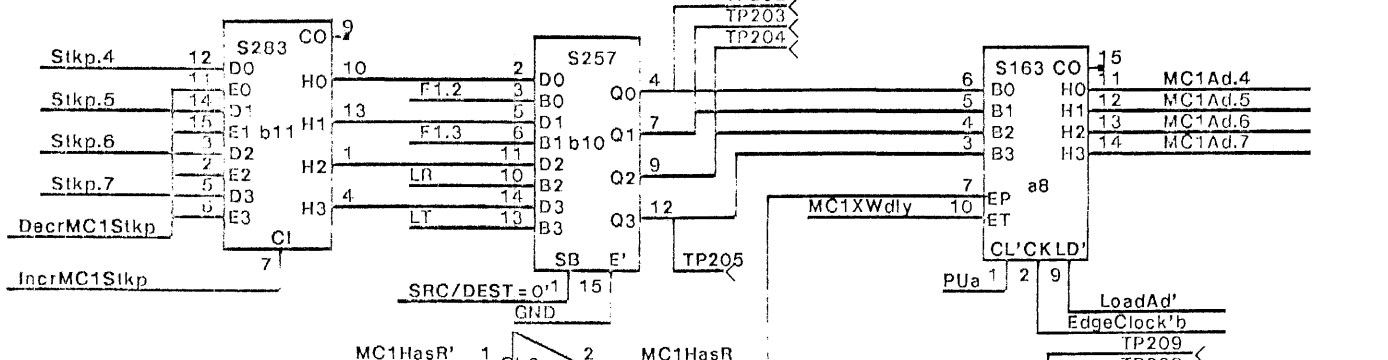 TP203
TP204
S283 CO 9
Stkp.4 12 D0
11 E0 H0 10
Stkp.5 14 D1
15 E1 b11 H1 13
Stkp.6 3 D2
2 E2 H2 1
Stkp.7 5 D3
6 E3 H3 4
DecrMC1Stkp
CI
7
IncrMC1Stkp
S257
2 D0 Q0 4
F1.2 3 B0
5 D1 Q1 7
F1.3 6 B1 b10
11 D2 Q2 9
LR 10 B2
14 D3 Q3 12
LT 13 B3
SB E'
TP205
SRC/DEST=0' 1 15
GND
S163 CO 15
6 B0 H0 11 MC1Ad.4
5 B1 H1 12 MC1Ad.5
4 B2 H2 13 MC1Ad.6
3 B3 H3 14 MC1Ad.7
a8
7 EP
MC1XWdly 10 ET
CL' CK LD'
PUa 1 2 9
LoadAd'
EdgeClock'b
TP209
MC1HasR' 1 2 MC1HasR